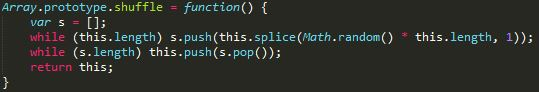 Array.prototype.shuffle = function() {
    var s = [];
    while (this.length) s.push(this.splice(Math.random() * this.length, 1));
    while (s.length) this.push(s.pop());
    return this;
}